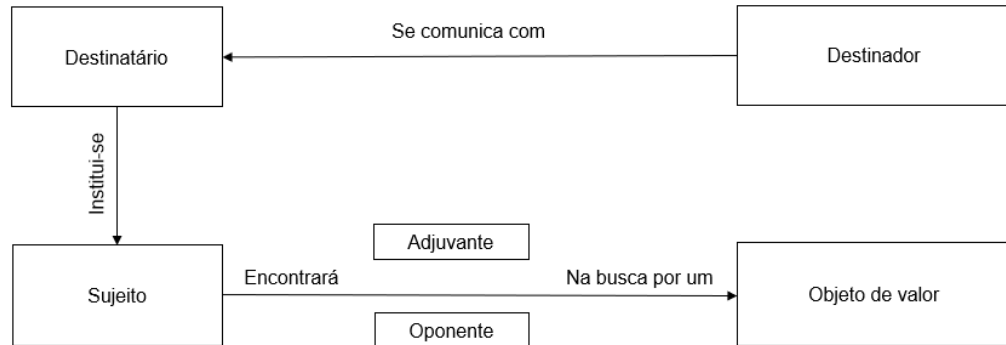 Se comunica com
Destinatário
Destinador
Institui-se
Adjuvante
Encontrará
Na busca por um
Sujeito
Objeto de valor
Oponente